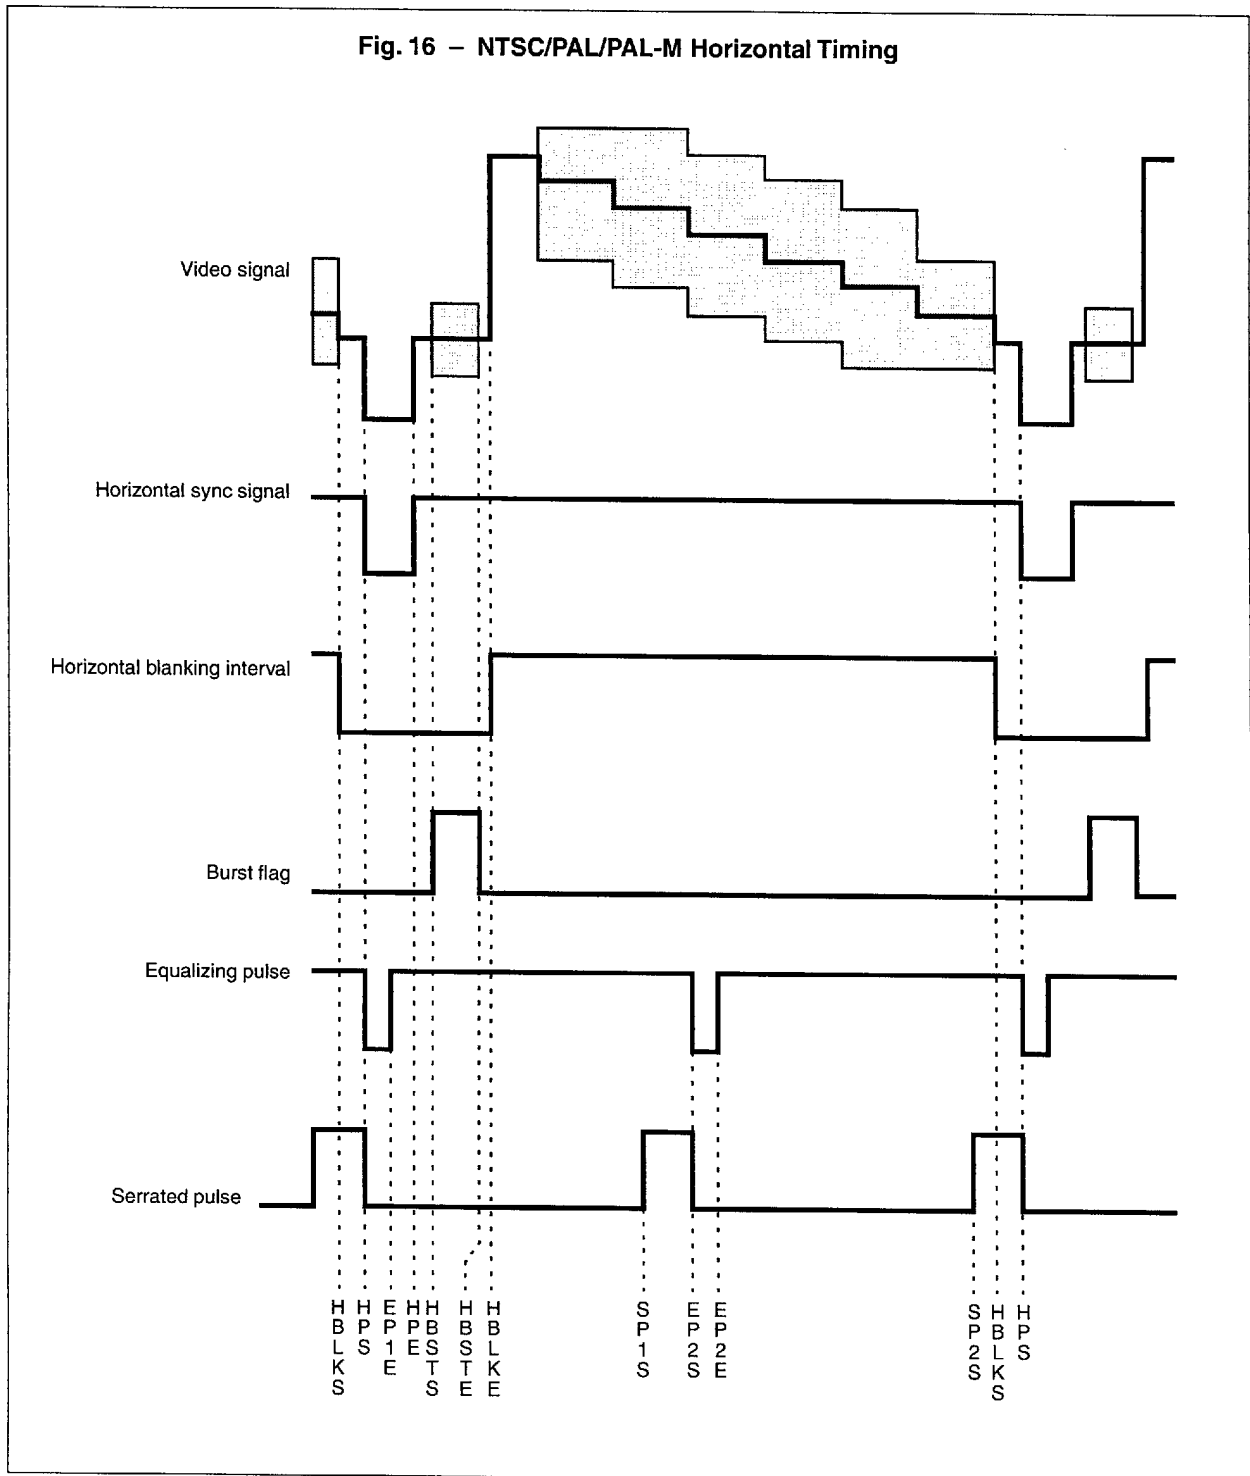 Fig. 16 – NTSC/PAL/PAL-M Horizontal Timing
Video signal
Horizontal sync signal
Horizontal blanking interval
Burst flag
Equalizing pulse
Serrated pulse
HBLKS
HPS
EP1E
HPE
HBSTS
HBSTE
HBLKE
SP1S
EP2S
EP2E
SP2S
HBLKS
HPS